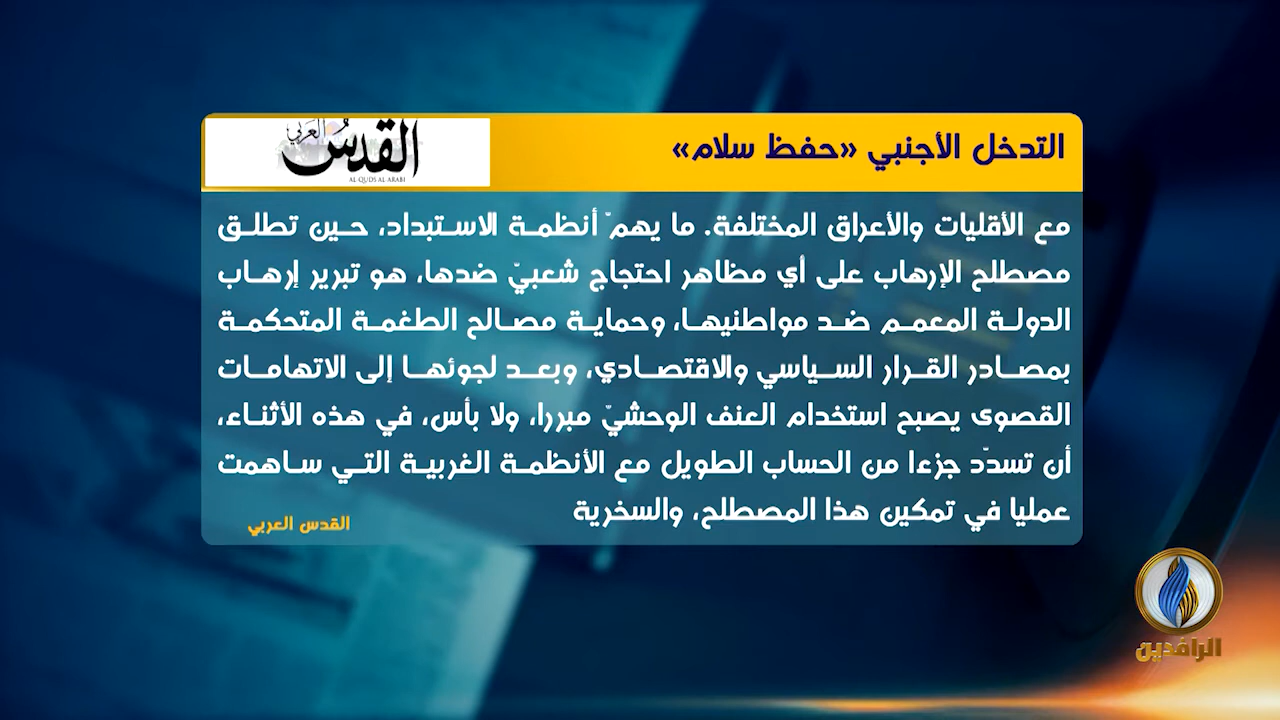 القدس العربي
AL QUDS AL ARABI
التدخل الأجنبي «حفظ سلام»
مع الأقليات والأعراق المختلفة. ما يهمّ أنظمة الاستبداد، حين تطلق
مصطلح الإرهاب على أي مظاهر احتجاج شعبيّ ضدها، هو تبرير إرهاب
الدولة المعمم ضد مواطنيها، وحماية مصالح الطغمة المتحكمة
بمصادر القرار السياسي والاقتصادي، وبعد لجوئها إلى الاتهامات
القصوى يصبح استخدام العنف الوحشيّ مبررا، ولا بأس، في هذه الأثناء،
أن تسدّد جزءا من الحساب الطويل مع الأنظمة الغربية التي ساهمت
عمليا في تمكين هذا المصطلح، والسخرية
القدس العربي
الرافدين